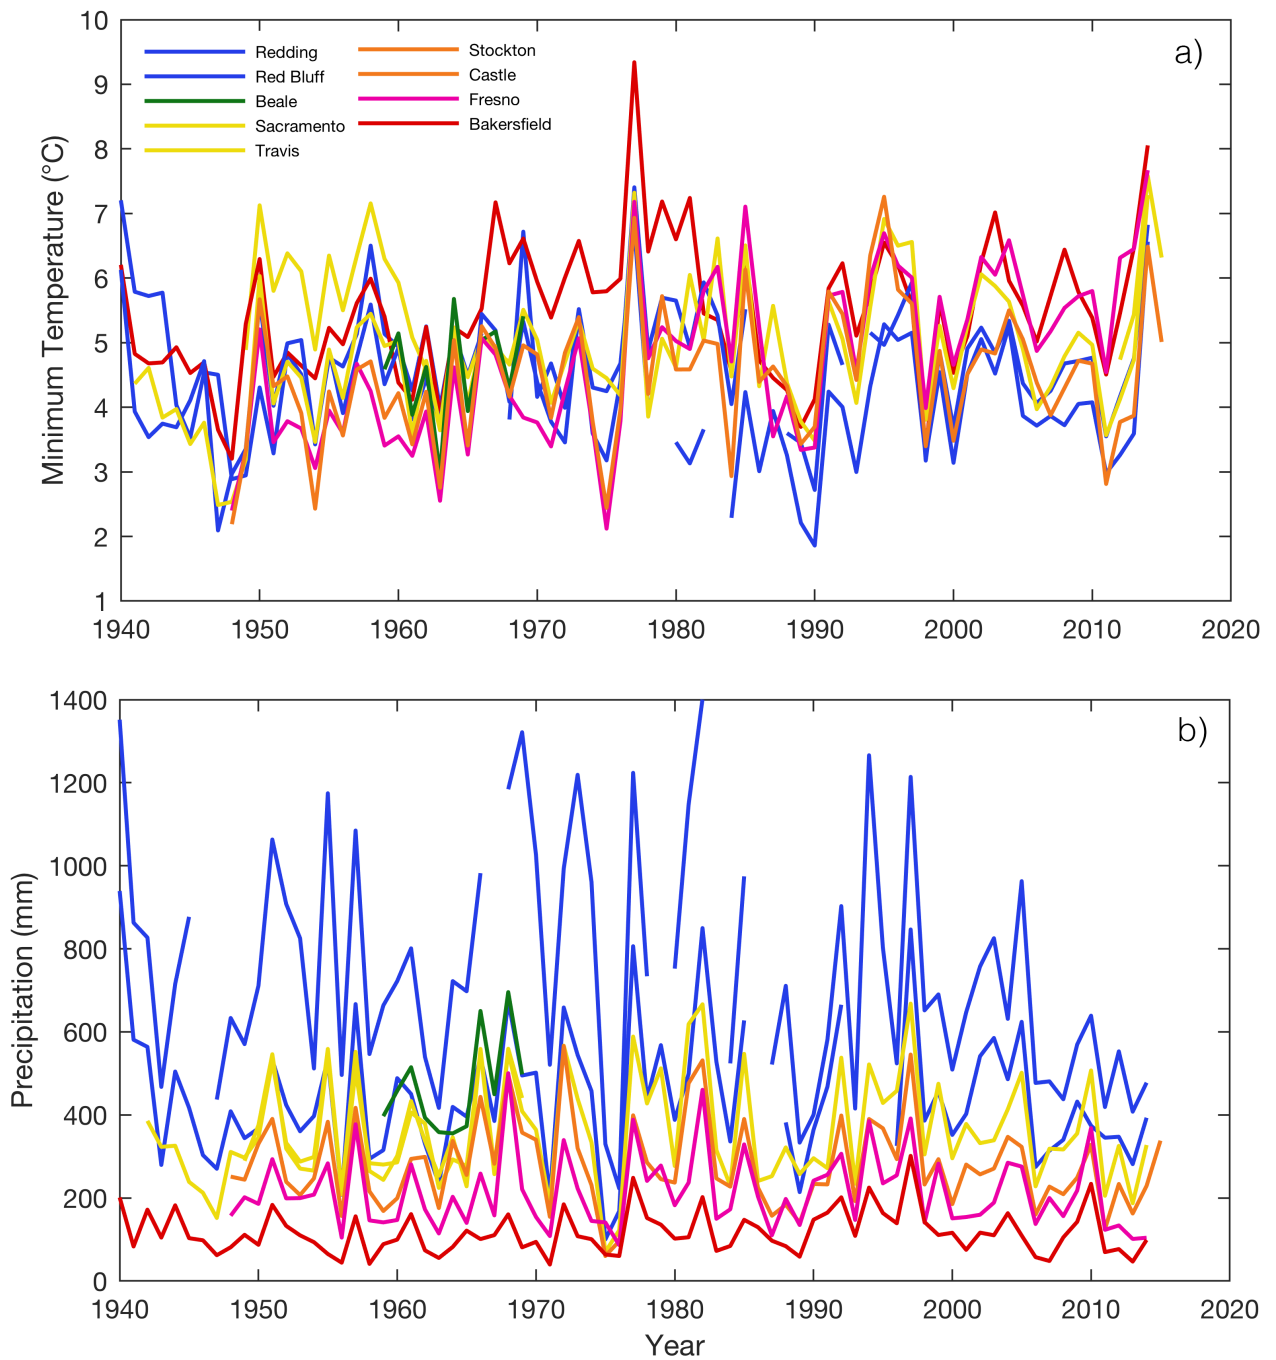 10
9
8
7
6
5
4
3
2
1
Minimum Temperature (°C)
a)
Redding
Red Bluff
Beale
Sacramento
Travis
Stockton
Castle
Fresno
Bakersfield
1940 1950 1960 1970 1980 1990 2000 2010 2020
1400
1200
1000
800
600
400
200
0
Precipitation (mm)
b)
1940 1950 1960 1970 1980 1990 2000 2010 2020
Year